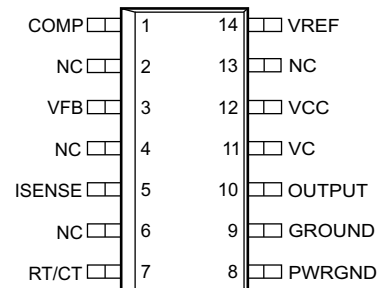 COMP 1 14 VREF
NC 2 13 NC
VFB 3 12 VCC
NC 4 11 VC
ISENSE 5 10 OUTPUT
NC 6 9 GROUND
RT/CT 7 8 PWRGND